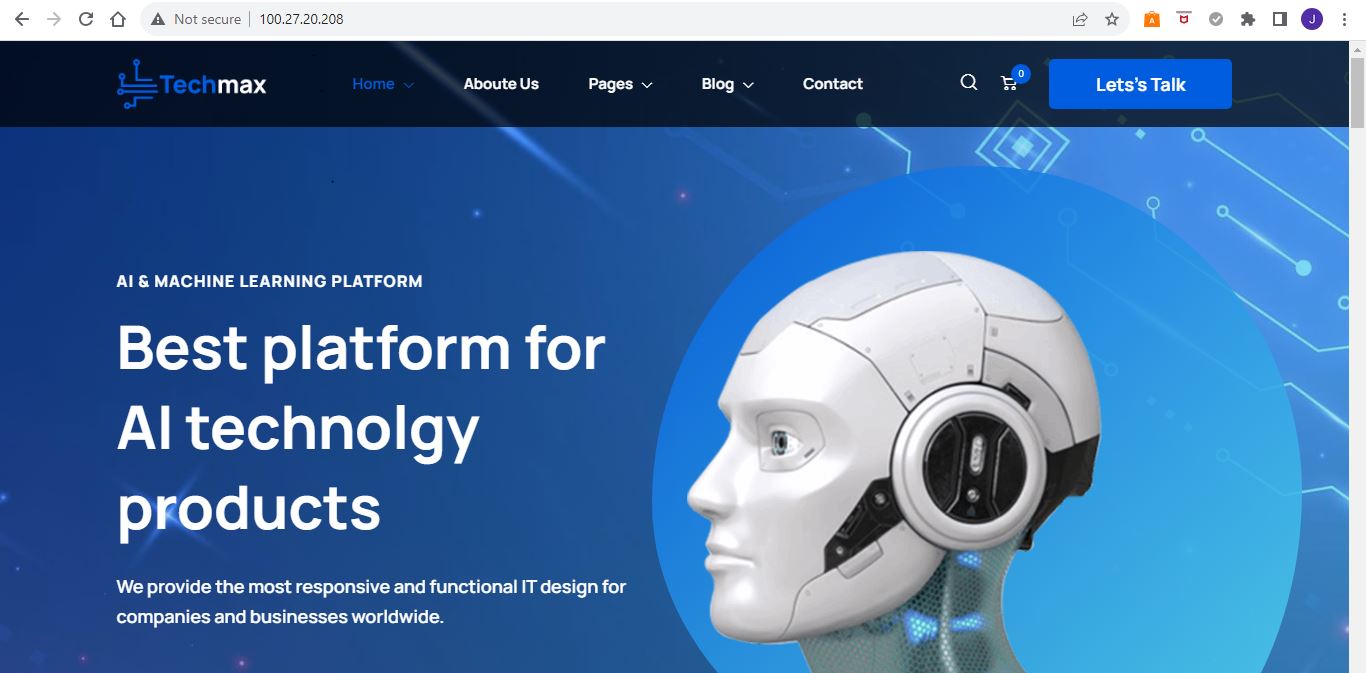 Not secure 100.27.20.208
J
Techmax
Home
Aboute Us
Pages
Blog
Contact
0
Lets's Talk
AI & MACHINE LEARNING PLATFORM
Best platform for
AI technolgy
products
We provide the most responsive and functional IT design for
companies and businesses worldwide.